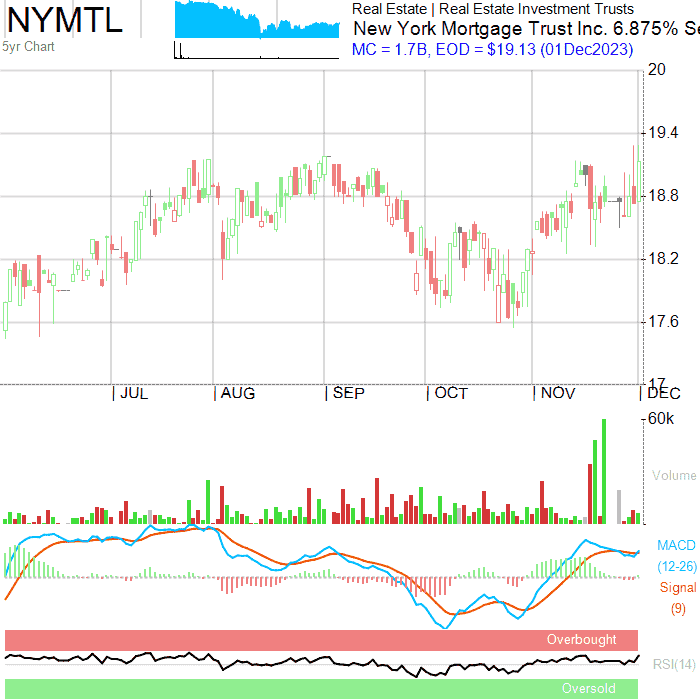 NYMTL
5yr Chart
Real Estate | Real Estate Investment Trusts
New York Mortgage Trust Inc. 6.875% Se
MC = 1.7B, EOD = $19.13 (01Dec2023)
20
19.4
18.8
18.2
17.6
17
JUL AUG SEP OCT NOV DEC
60k
Volume
MACD
(12-26)
Signal
(9)
Overbought
RSI(14)
Oversold